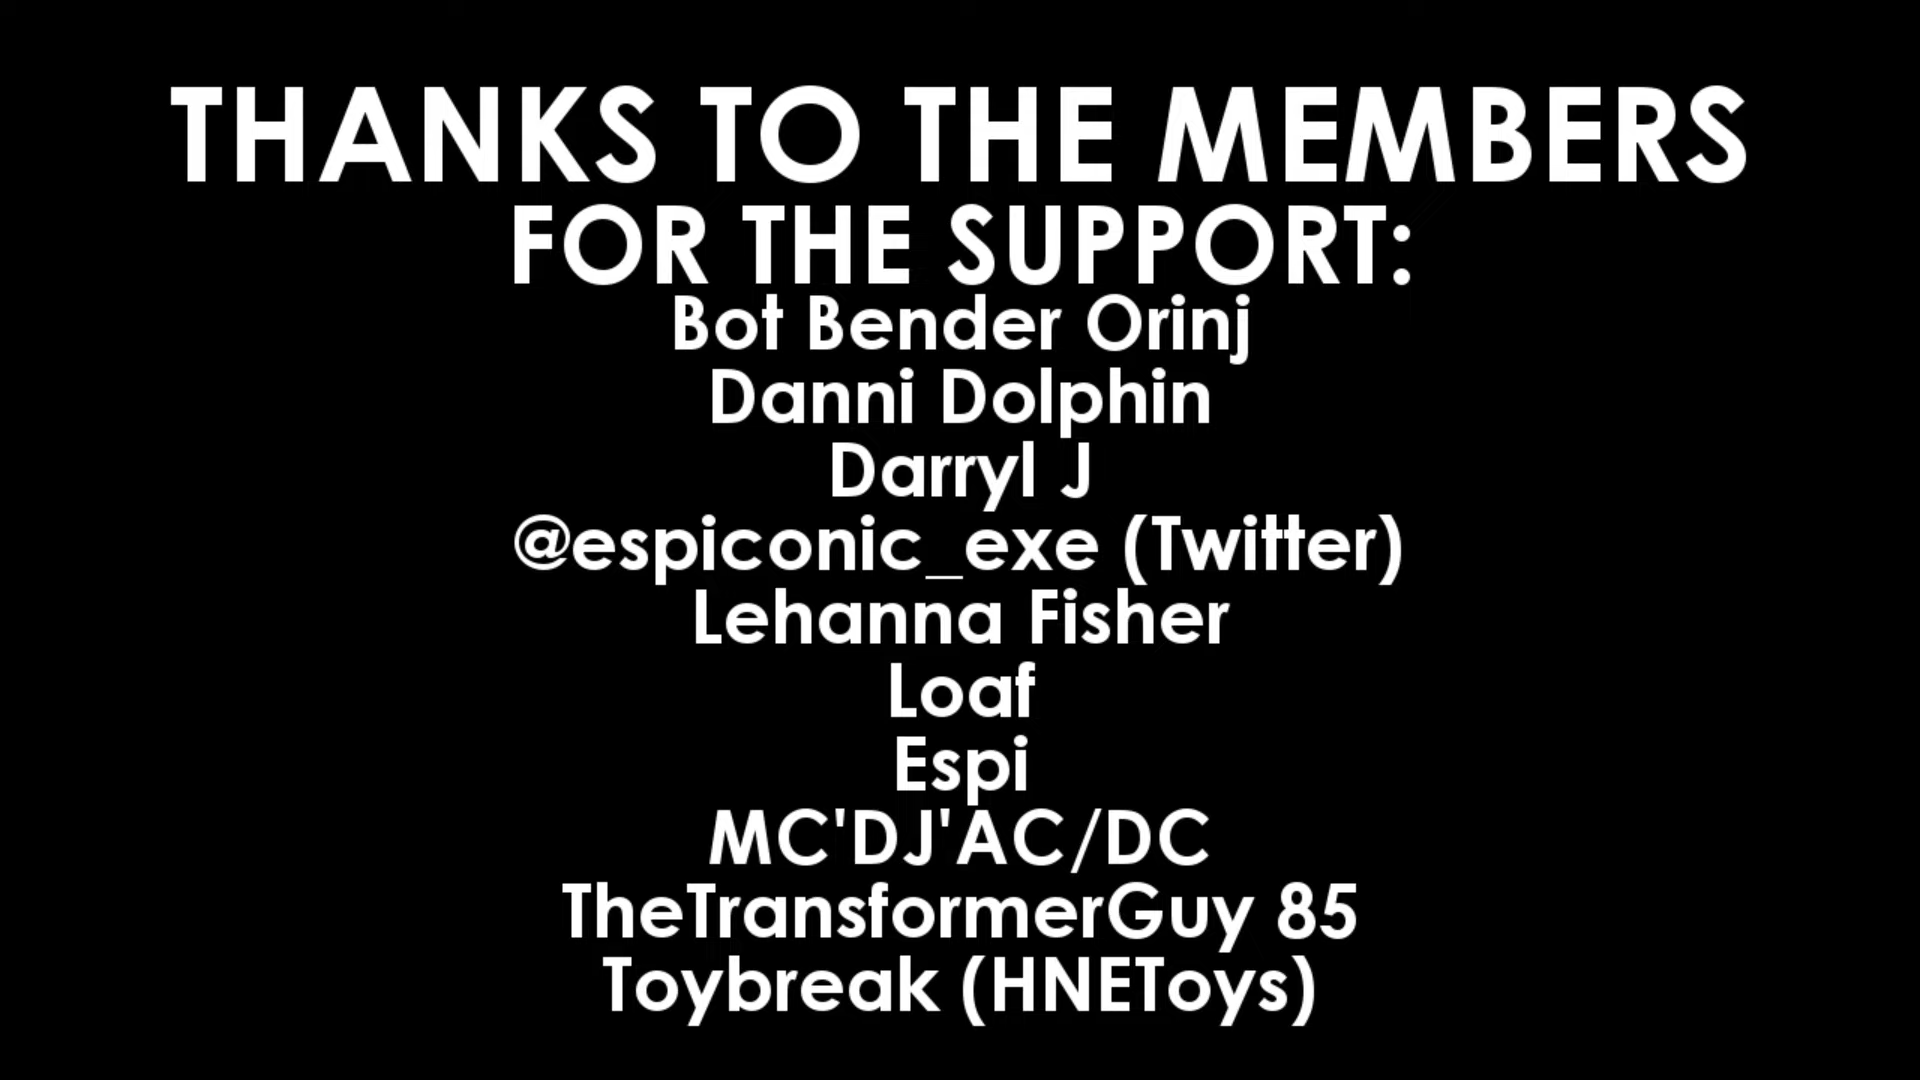 THANKS TO THE MEMBERS
FOR THE SUPPORT:
Bot Bender Orinj
Danni Dolphin
Darryl J
@espiconic_exe (Twitter)
Lehanna Fisher
Loaf
Espi
MC'DJ'AC/DC
TheTransformerGuy 85
Toybreak (HNEToys)